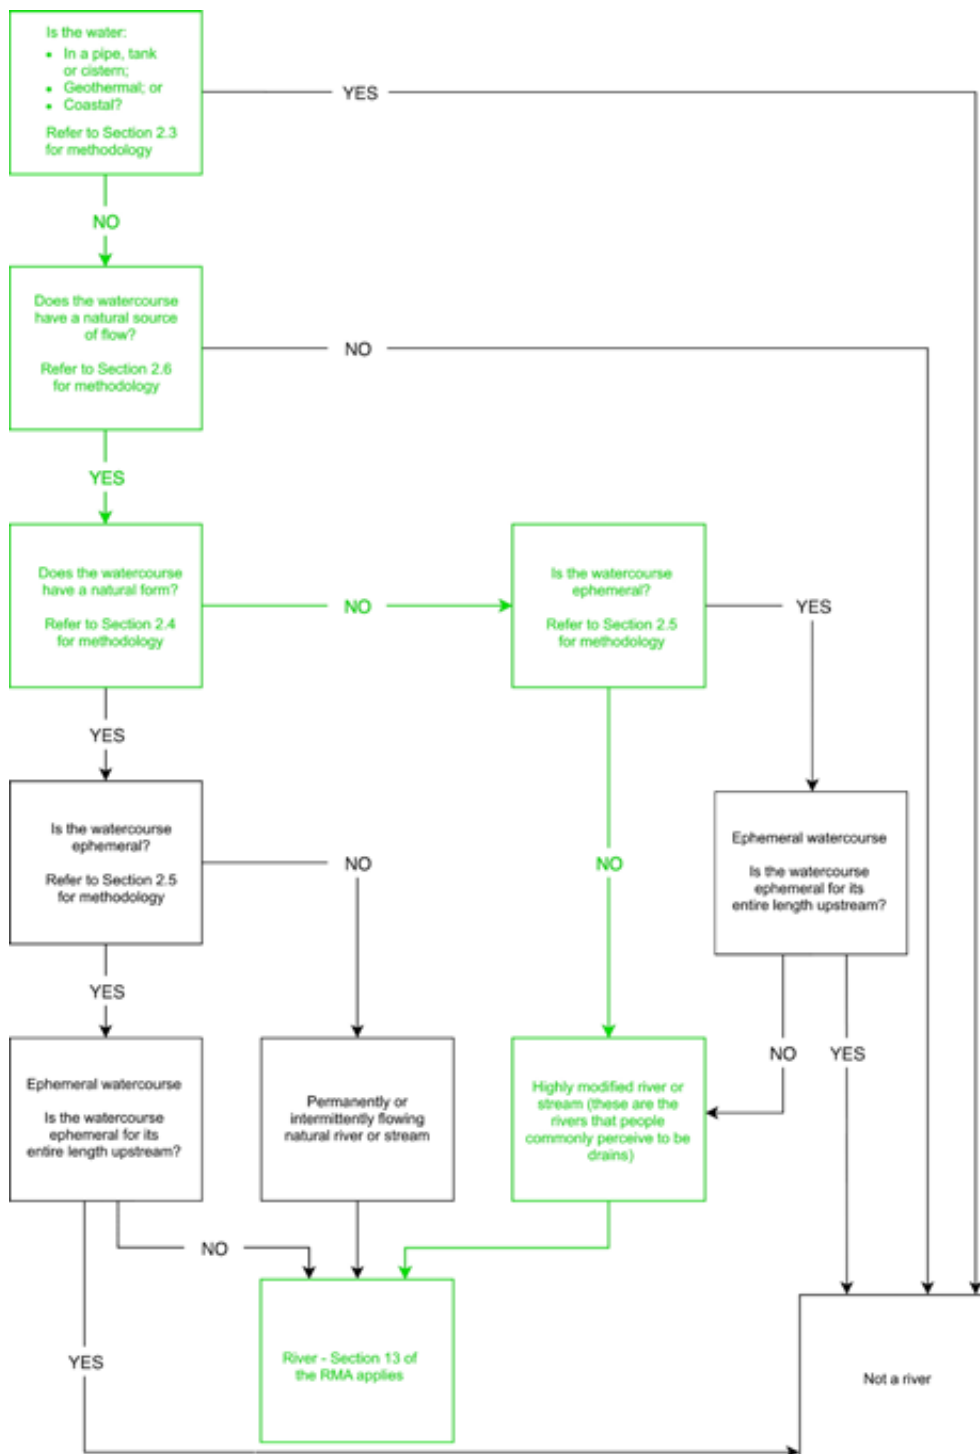 Is the water:
• In a pipe, tank
or cistern;
• Geothermal; or
• Coastal?
Refer to Section 2.3
for methodology
YES
NO
Does the watercourse
have a natural source
of flow?
Refer to Section 2.6
for methodology
NO
YES
Does the watercourse
have a natural form?
Refer to Section 2.4
for methodology
NO
Is the watercourse
ephemeral?
Refer to Section 2.5
for methodology
YES
YES
Is the watercourse
ephemeral?
Refer to Section 2.5
for methodology
NO
NO
Ephemeral watercourse
Is the watercourse
ephemeral for its
entire length upstream?
YES
NO
YES
Ephemeral watercourse
Is the watercourse
ephemeral for its
entire length upstream?
Permanently or
intermittently flowing
natural river or stream
Highly modified river or
stream (these are the
rivers that people
commonly perceive to be
drains)
NO
YES
River - Section 13 of
the RMA applies
Not a river